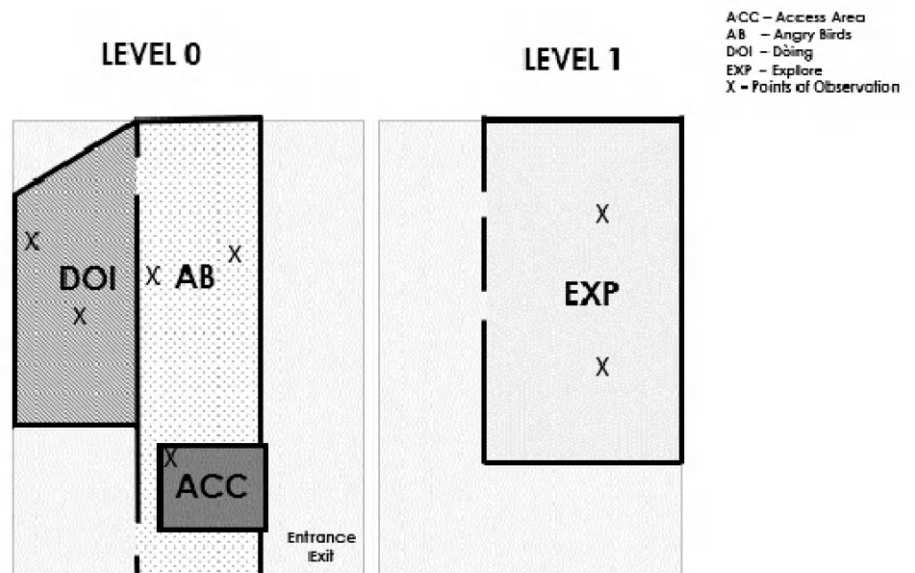 LEVEL 0
LEVEL 1
ACC – Access Area
AB – Angry Birds
DOI – Dòing
EXP – Explore
X – Points of Observation
X
X
DOI
X
AB
X
X
ACC
Entrance
Exit
X
EXP
X